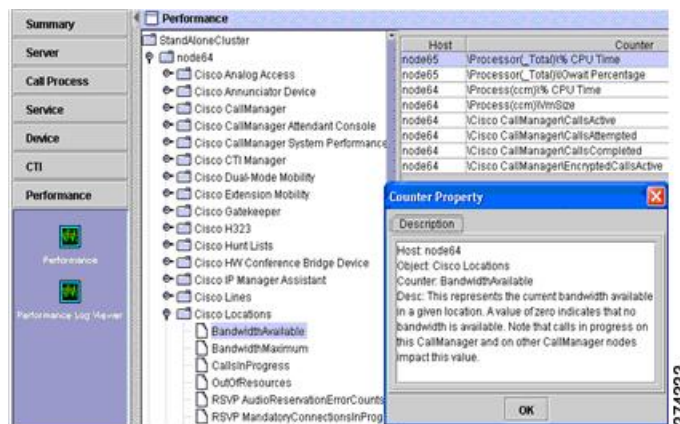 Summary
Server
Call Process
Service
Device
CTI
Performance
Performance
Performance Log Viewer
Performance
StandAloneCluster
node64
Cisco Analog Access
Cisco Annunciator Device
Cisco CallManager
Cisco CallManager Attendant Console
Cisco CallManager System Performance
Cisco CTI Manager
Cisco Dual-Mode Mobility
Cisco Extension Mobility
Cisco Gatekeeper
Cisco H323
Cisco Hunt Lists
Cisco HW Conference Bridge Device
Cisco IP Manager Assistant
Cisco Lines
Cisco Locations
BandwidthAvailable
BandwidthMaximum
CallsInProgress
OutOfResources
RSVP AudioReservationErrorCounts
RSVP MandatoryConnectionsInProg
Host Counter
node65 \Processor(_Total)\% CPU Time
node65 \Processor(_Total)\IOwait Percentage
node64 \Process(ccm)\% CPU Time
node64 \Process(ccm)\VmSize
node64 \Cisco CallManager\CallsActive
node64 \Cisco CallManager\CallsAttempted
node64 \Cisco CallManager\CallsCompleted
node64 \Cisco CallManager\EncryptedCallsActive
Counter Property
Description
Host: node64
Object: Cisco Locations
Counter: BandwidthAvailable
Desc: This represents the current bandwidth available
in a given location. A value of zero indicates that no
bandwidth is available. Note that calls in progress on
this CallManager and on other CallManager nodes
impact this value.
OK